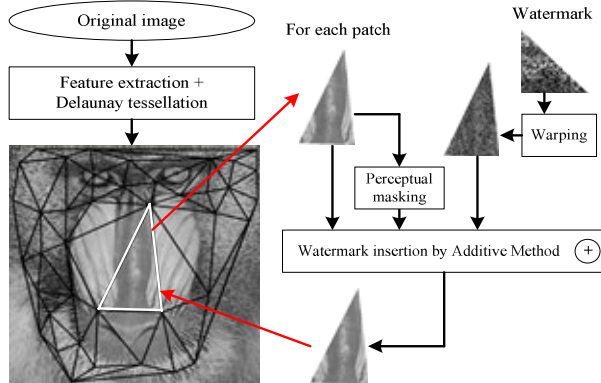 Original image
Feature extraction +
Delaunay tessellation
For each patch
Watermark
Warping
Perceptual
masking
Watermark insertion by Additive Method +